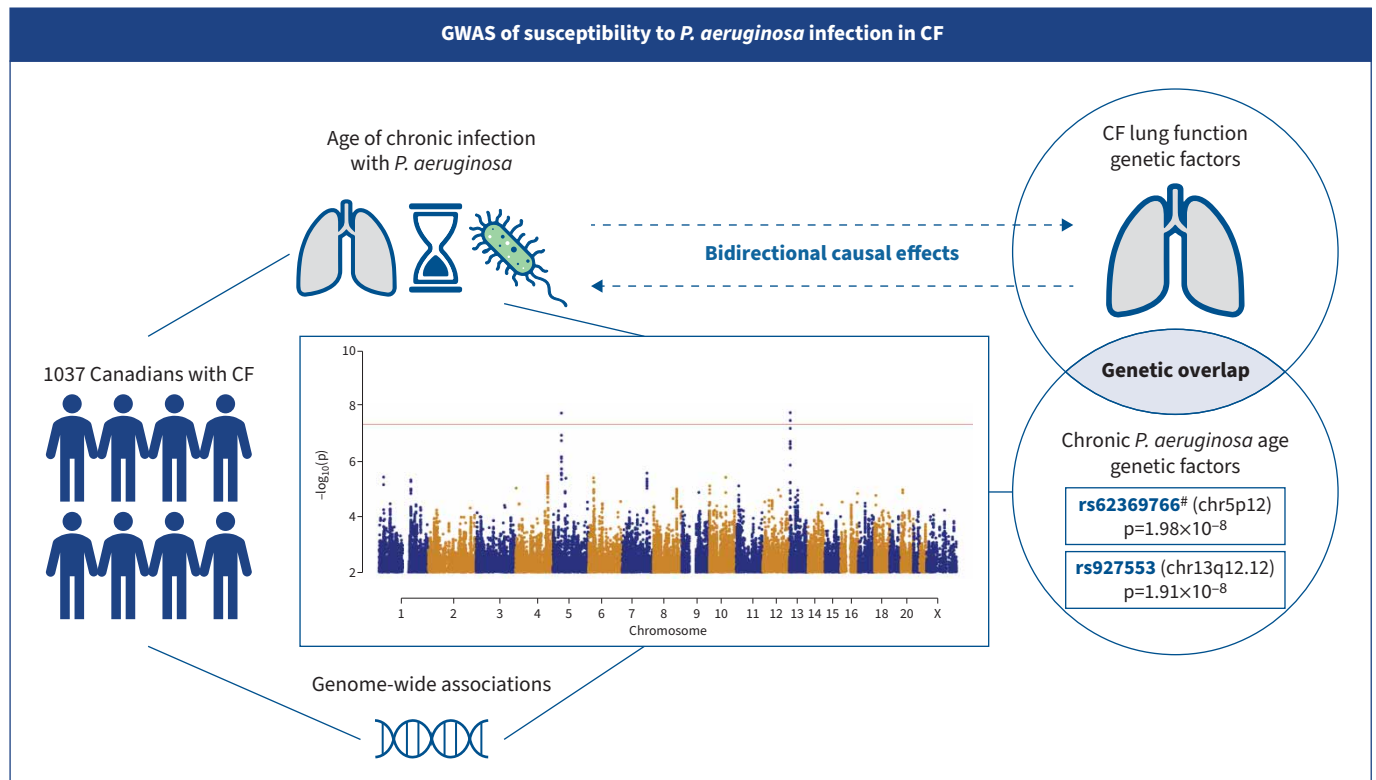 GWAS of susceptibility to P. aeruginosa infection in CF
Age of chronic infection
with P. aeruginosa
CF lung function
genetic factors
Bidirectional causal effects
1037 Canadians with CF
Genetic overlap
10
8
6
4
2
–log₁₀(p)
1 2 3 4 5 6 7 8 9 10 11 12 13 14 15 16 18 20 X
Chromosome
Chronic P. aeruginosa age
genetic factors
rs62369766# (chr5p12)
p=1.98×10⁻⁸
rs927553 (chr13q12.12)
p=1.91×10⁻⁸
Genome-wide associations